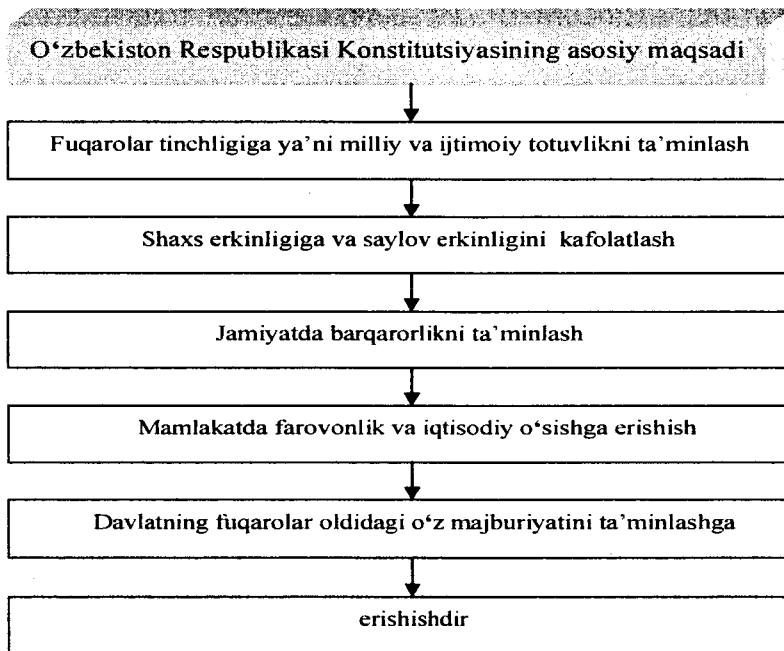 O‘zbekiston Respublikasi Konstitutsiyasining asosiy maqsadi
Fuqarolar tinchligiga ya’ni milliy va ijtimoiy totuvlikni ta’minlash
Shaxs erkinligiga va saylov erkinligini kafolatlash
Jamiyatda barqarorlikni ta’minlash
Mamlakatda farovonlik va iqtisodiy o‘sishga erishish
Davlatning fuqarolar oldidagi o‘z majburiyatini ta’minlashga
erishishdir